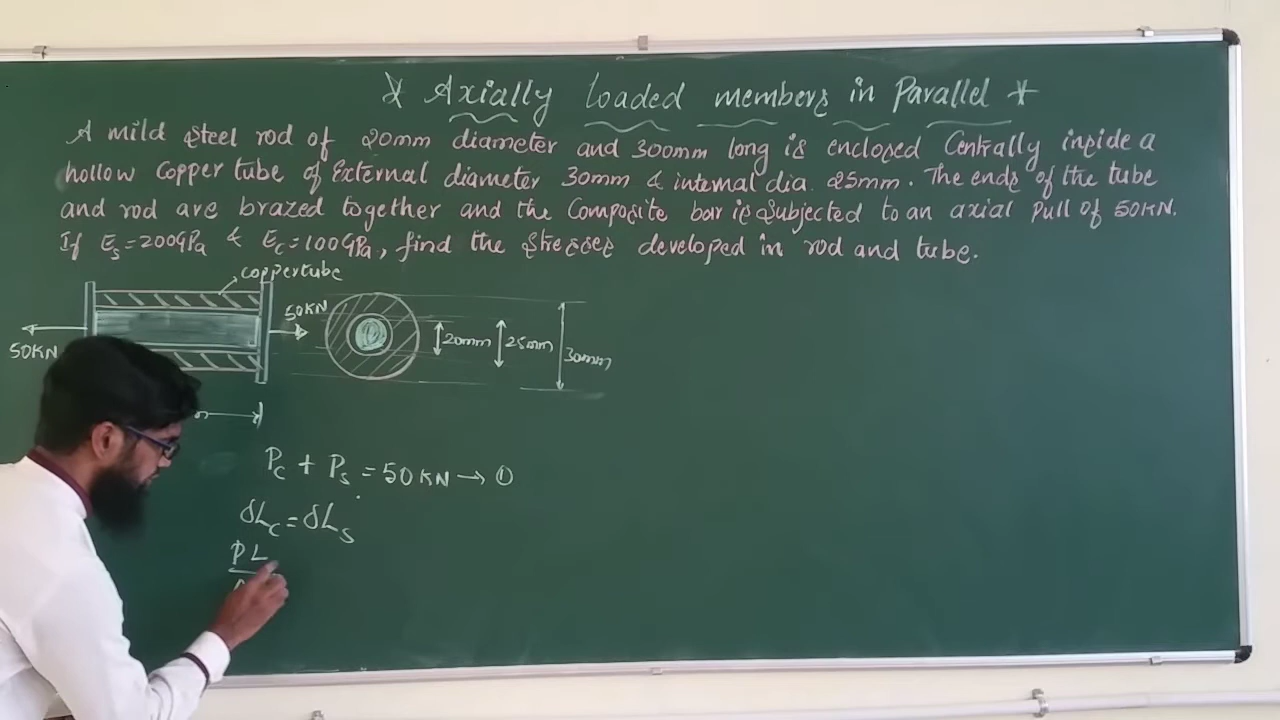 * Axially loaded members in Parallel *
A mild steel rod of 20mm diameter and 300mm long is enclosed Centrally inside a
hollow copper tube of External diameter 30mm & internal dia. 25mm. The ends of the tube
and rod are brazed together and the Composite bar is subjected to an axial pull of 50KN.
If Es=200GPa & Ec=100GPa, find the stresses developed in rod and tube.
copper tube
50KN
50KN
20mm
25mm
30mm
Pc + Ps = 50KN → ①
δLc = δLs
PL